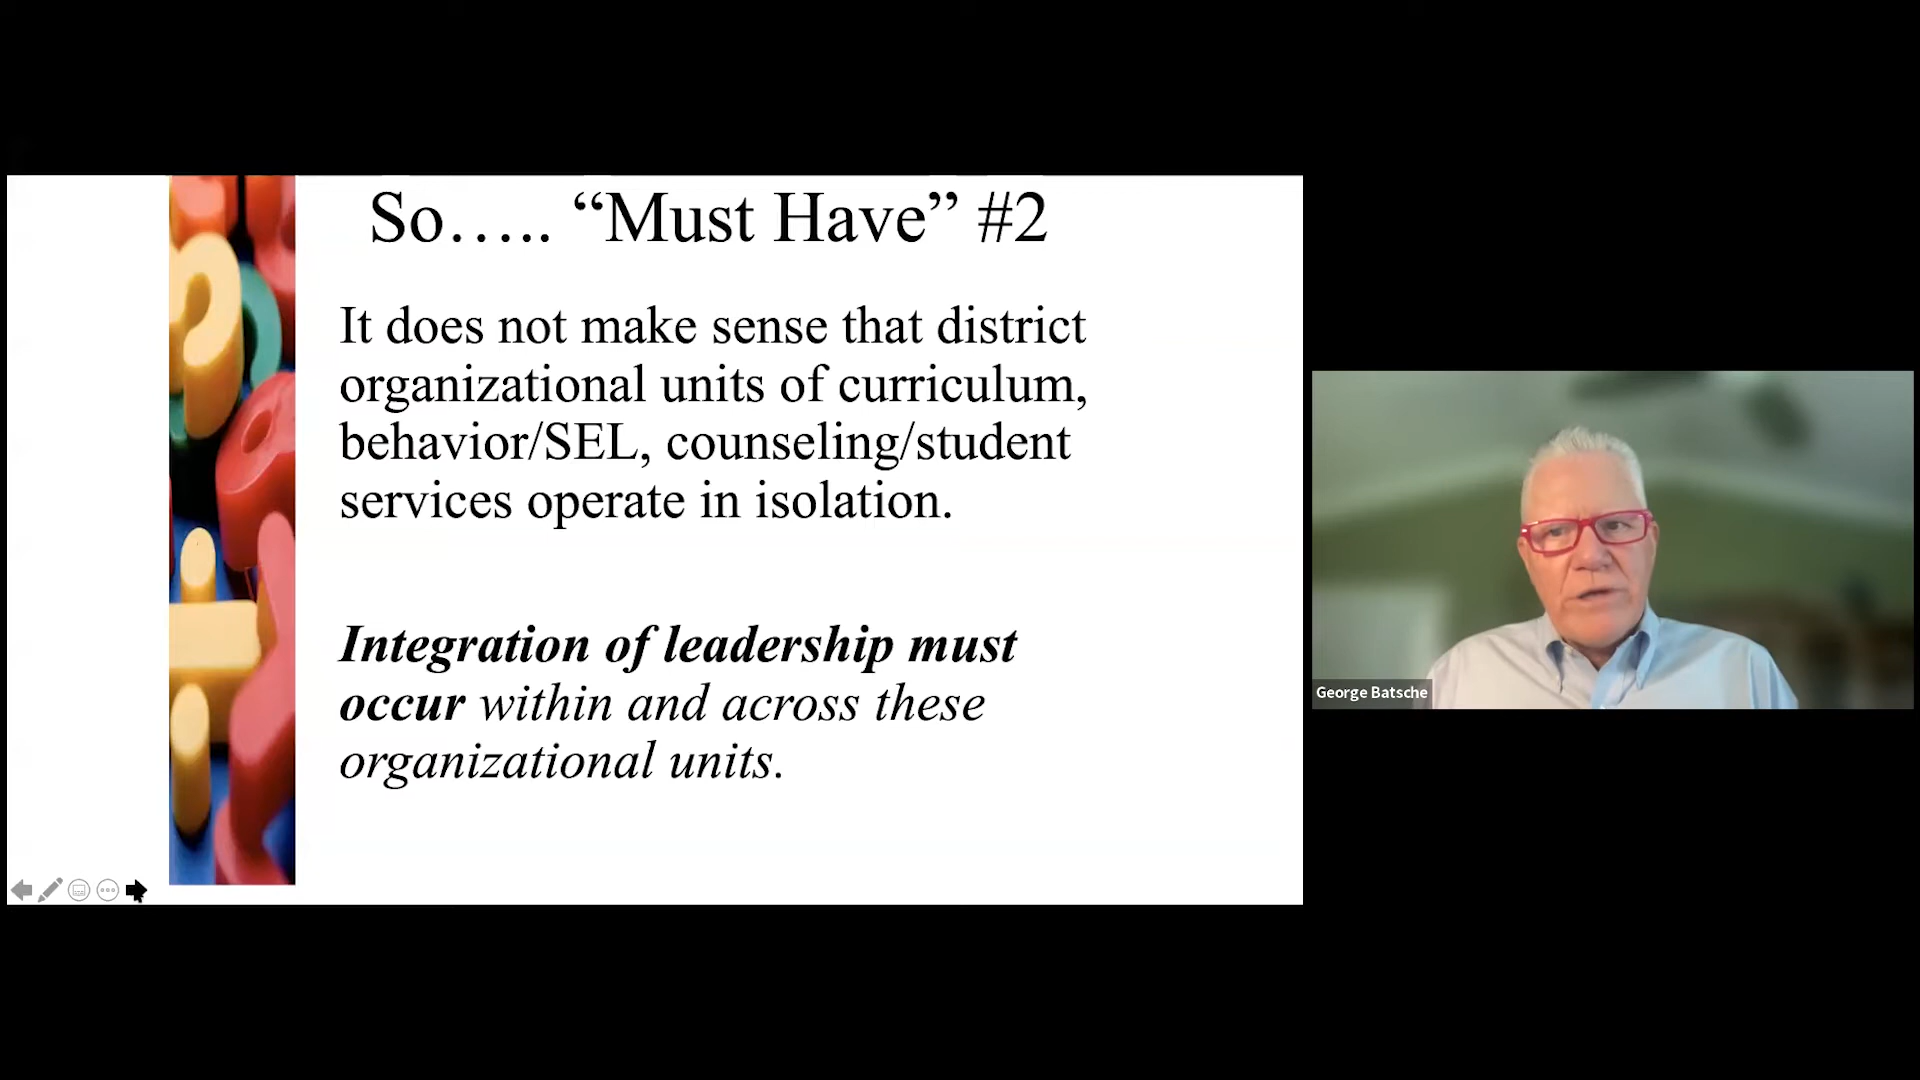 So….. “Must Have” #2
It does not make sense that district
organizational units of curriculum,
behavior/SEL, counseling/student
services operate in isolation.
Integration of leadership must
occur within and across these
organizational units.
George Batsche